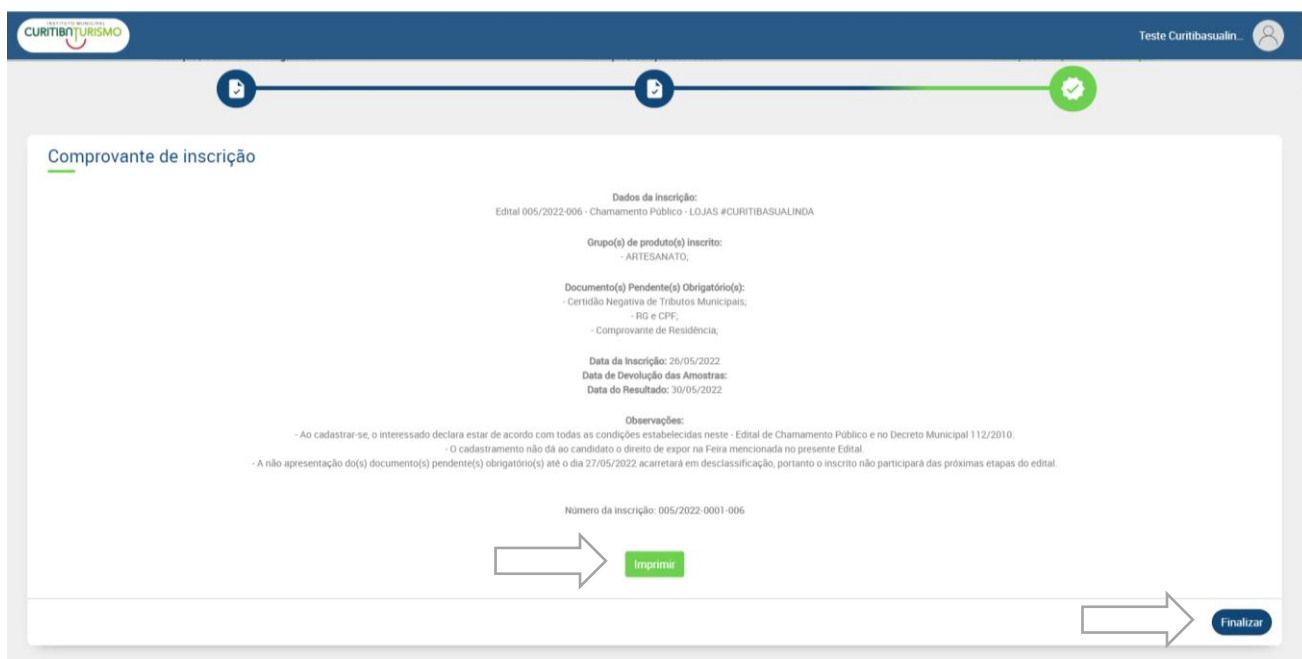 INSTITUTO MUNICIPAL
CURITIBA TURISMO
Teste Curitibasualin...
Comprovante de inscrição
Dados da inscrição:
Edital 005/2022-006 - Chamamento Público - LOJAS #CURITIBASUALINDA
Grupo(s) de produto(s) inscrito:
- ARTESANATO;
Documento(s) Pendente(s) Obrigatório(s):
- Certidão Negativa de Tributos Municipais;
- RG e CPF;
- Comprovante de Residência;
Data da Inscrição: 26/05/2022
Data de Devolução das Amostras:
Data do Resultado: 30/05/2022
Observações:
- Ao cadastrar-se, o interessado declara estar de acordo com todas as condições estabelecidas neste - Edital de Chamamento Público e no Decreto Municipal 112/2010.
- O cadastramento não dá ao candidato o direito de expor na Feira mencionada no presente Edital.
- A não apresentação do(s) documento(s) pendente(s) obrigatório(s) até o dia 27/05/2022 acarretará em desclassificação, portanto o inscrito não participará das próximas etapas do edital.
Número da inscrição: 005/2022-0001-006
Imprimir
Finalizar